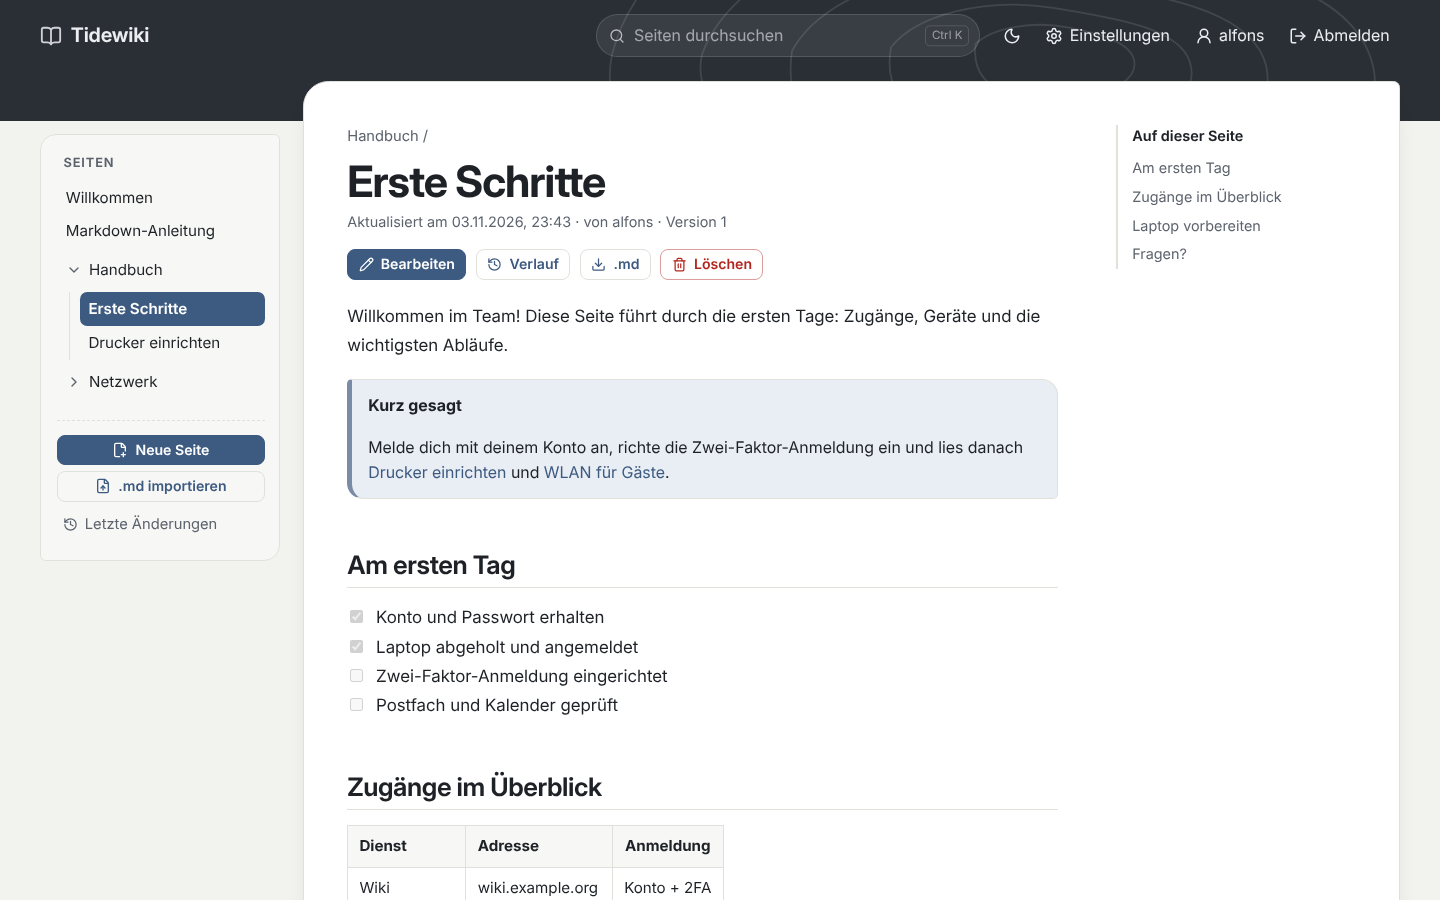 Tidewiki
Seiten durchsuchen
Ctrl K
Einstellungen
alfons
Abmelden
SEITEN
Willkommen
Markdown-Anleitung
Handbuch
Erste Schritte
Drucker einrichten
Netzwerk
Neue Seite
.md importieren
Letzte Änderungen
Handbuch /
Erste Schritte
Aktualisiert am 03.11.2026, 23:43 · von alfons · Version 1
Bearbeiten
Verlauf
.md
Löschen
Willkommen im Team! Diese Seite führt durch die ersten Tage: Zugänge, Geräte und die
wichtigsten Abläufe.
Kurz gesagt
Melde dich mit deinem Konto an, richte die Zwei-Faktor-Anmeldung ein und lies danach
Drucker einrichten und WLAN für Gäste.
Am ersten Tag
Konto und Passwort erhalten
Laptop abgeholt und angemeldet
Zwei-Faktor-Anmeldung eingerichtet
Postfach und Kalender geprüft
Zugänge im Überblick
Dienst Adresse Anmeldung
Wiki wiki.example.org Konto + 2FA
Auf dieser Seite
Am ersten Tag
Zugänge im Überblick
Laptop vorbereiten
Fragen?